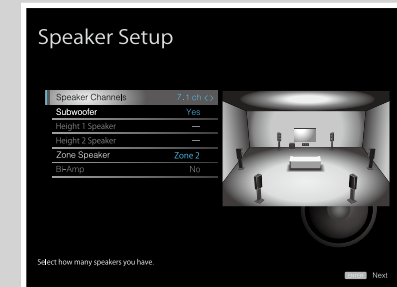 Speaker Setup
Speaker Channels 7.1 ch <>
Subwoofer Yes
Height 1 Speaker ---
Height 2 Speaker ---
Zone Speaker Zone 2
Bi-Amp No
Select how many speakers you have.
ENTER Next